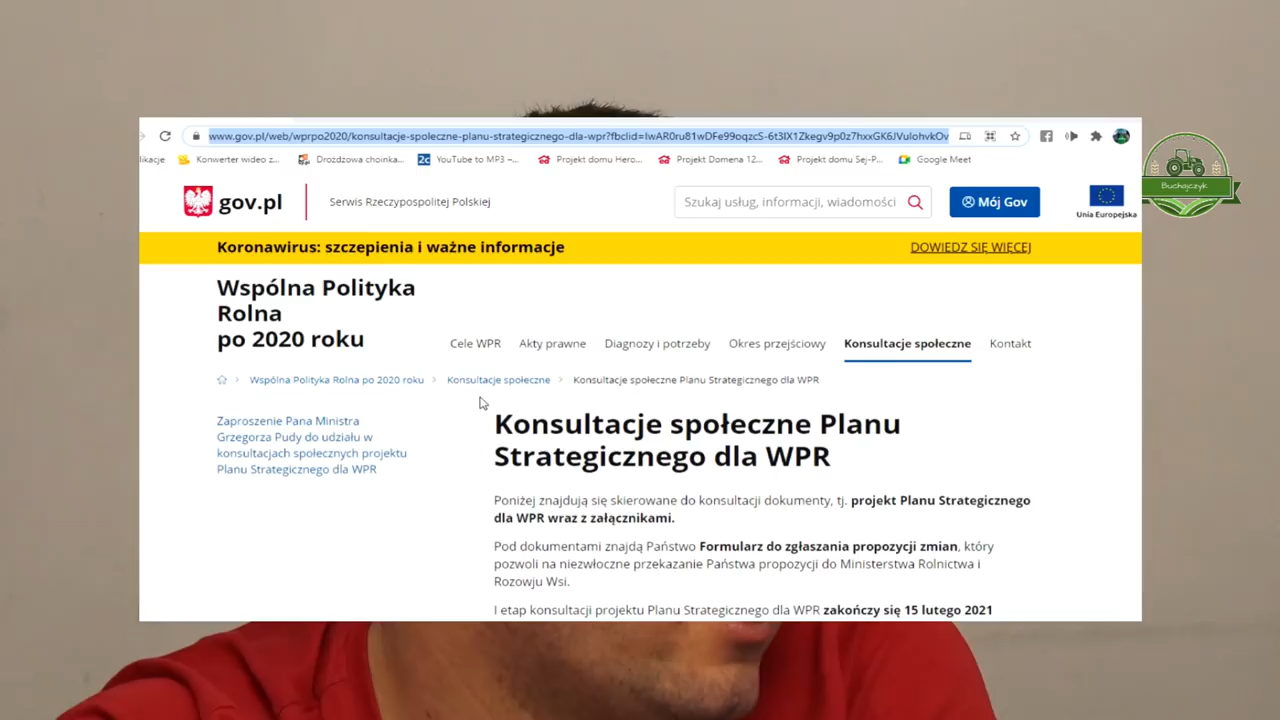 www.gov.pl/web/wprpo2020/konsultacje-spoleczne-planu-strategicznego-dla-wpr?fbclid=
likacje
Konwerter wideo z...
Drożdzowa choinka...
YouTube to MP3 –...
Projekt domu Hero...
Projekt Domena 12...
Projekt domu Sej-P...
Google Meet
gov.pl
Serwis Rzeczypospolitej Polskiej
Szukaj usług, informacji, wiadomości
Mój Gov
Unia Europejska
Buchajczyk
Koronawirus: szczepienia i ważne informacje
DOWIEDZ SIĘ WIĘCEJ
Wspólna Polityka
Rolna
po 2020 roku
Cele WPR
Akty prawne
Diagnozy i potrzeby
Okres przejściowy
Konsultacje społeczne
Kontakt
Wspólna Polityka Rolna po 2020 roku
Konsultacje społeczne
Konsultacje społeczne Planu Strategicznego dla WPR
Zaproszenie Pana Ministra
Grzegorza Pudy do udziału w
konsultacjach społecznych projektu
Planu Strategicznego dla WPR
Konsultacje społeczne Planu
Strategicznego dla WPR
Poniżej znajdują się skierowane do konsultacji dokumenty, tj. projekt Planu Strategicznego
dla WPR wraz z załącznikami.
Pod dokumentami znajdą Państwo Formularz do zgłaszania propozycji zmian, który
pozwoli na niezwłoczne przekazanie Państwa propozycji do Ministerstwa Rolnictwa i
Rozowju Wsi.
I etap konsultacji projektu Planu Strategicznego dla WPR zakończy się 15 lutego 2021